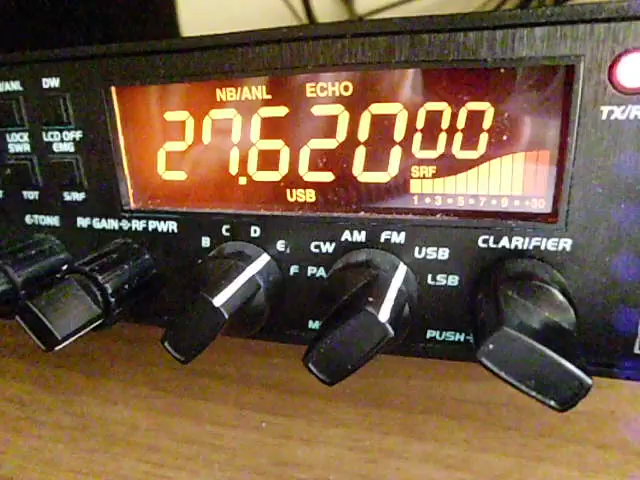 DW
NB/ANL ECHO
TX/R
27.62000
LOCK LCD OFF
SWR EMG
SRF
USB
1 • 3 • 5 • 7 • 9 • +30
TOT S/RF
RF GAIN RF PWR
B C D E F
PA CW AM FM USB LSB
CLARIFIER
PUSH